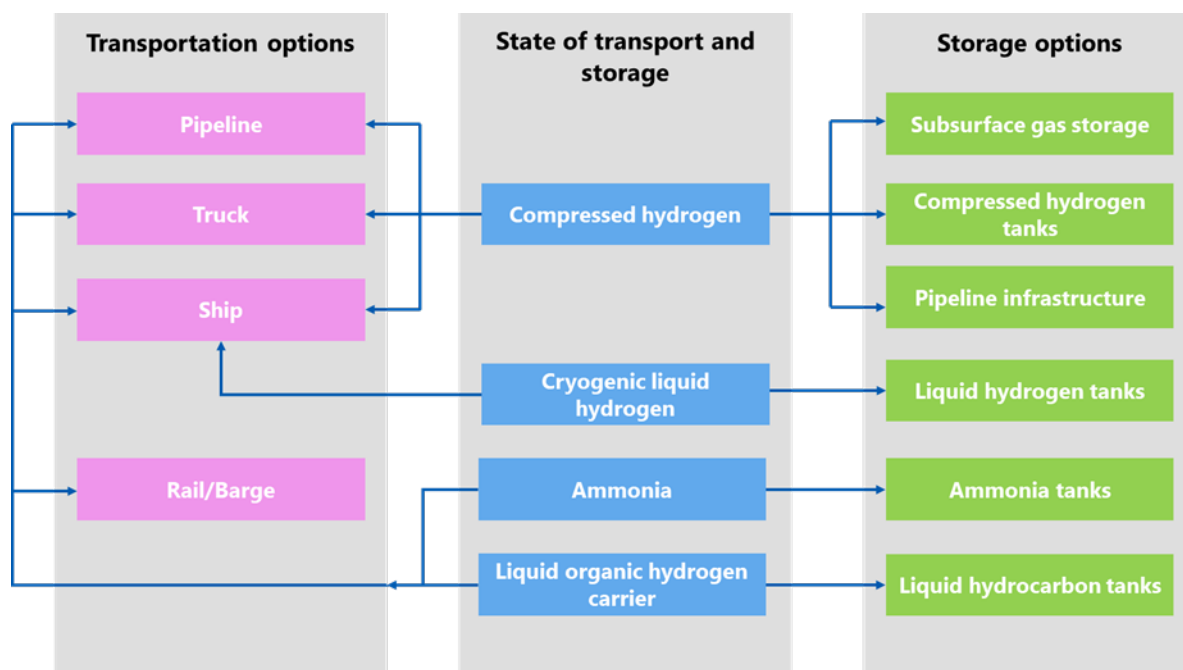 Transportation options
State of transport and
storage
Storage options
Pipeline
Subsurface gas storage
Truck
Compressed hydrogen
Compressed hydrogen
tanks
Ship
Pipeline infrastructure
Cryogenic liquid
hydrogen
Liquid hydrogen tanks
Rail/Barge
Ammonia
Ammonia tanks
Liquid organic hydrogen
carrier
Liquid hydrocarbon tanks